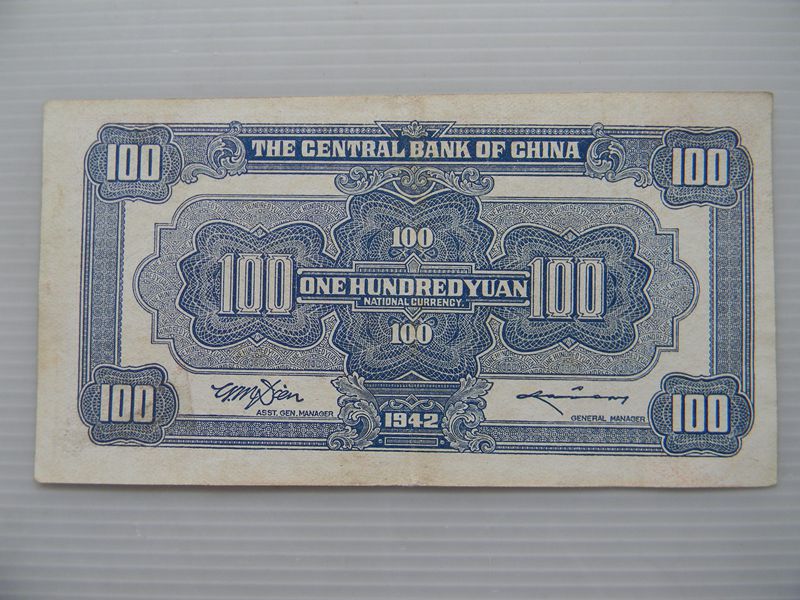 THE CENTRAL BANK OF CHINA
100 100
100
100 100
ONE HUNDRED YUAN
NATIONAL CURRENCY
100
100 100
ASST. GEN. MANAGER
GENERAL MANAGER
1942